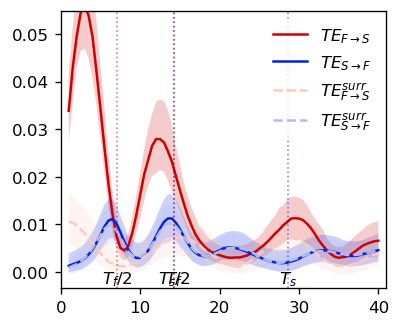 0.05
0.04
0.03
0.02
0.01
0.00
TE_{F→S}
TE_{S→F}
TE^{surr}_{F→S}
TE^{surr}_{S→F}
T_f/2
T_s
0 10 20 30 40